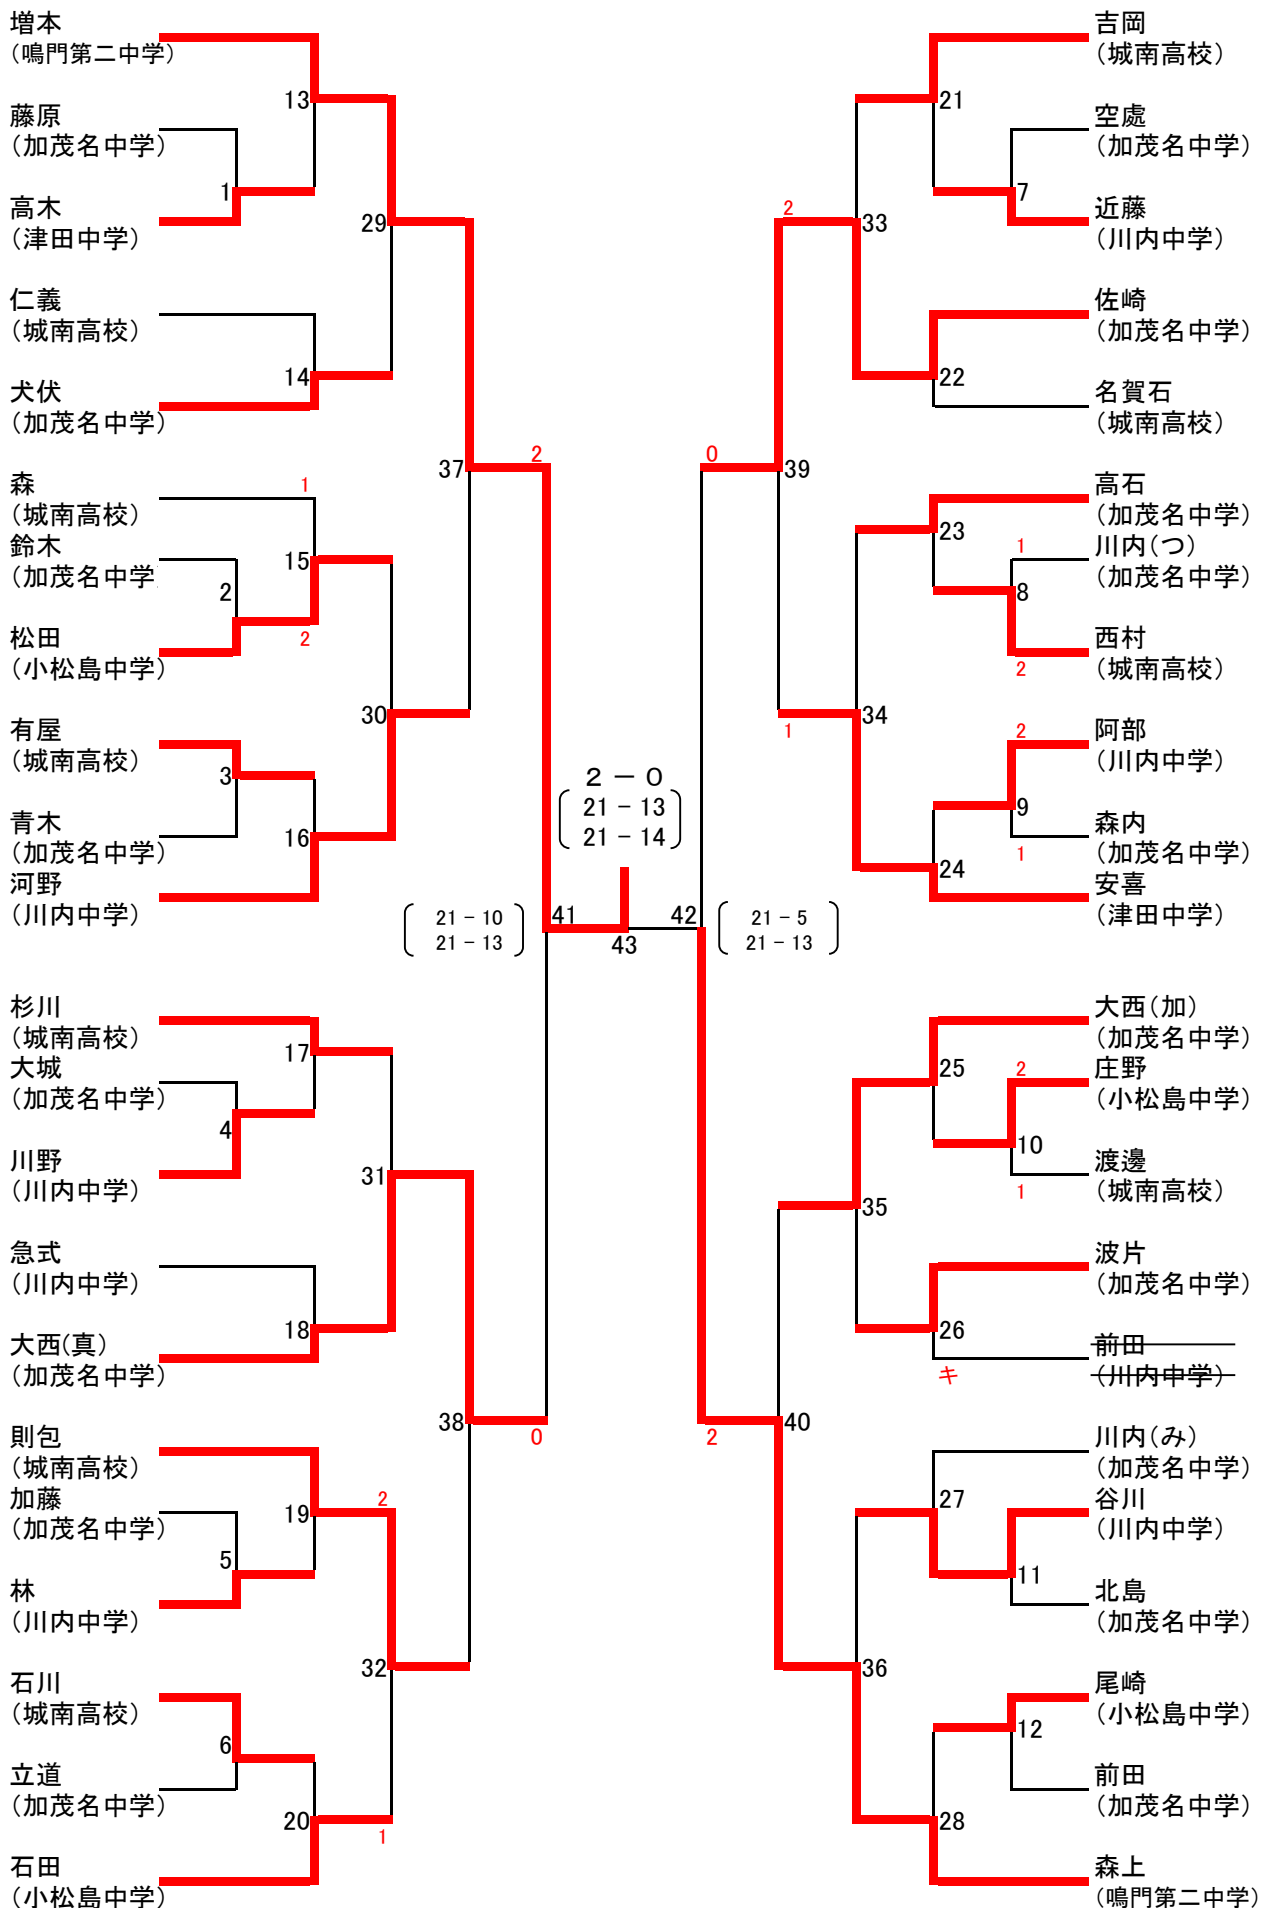 増本
(鳴門第二中学)
13
藤原
(加茂名中学)
1
高木
(津田中学)
29
仁義
(城南高校)
14
犬伏
(加茂名中学)
37
2
森
(城南高校)
1
鈴木
(加茂名中学
15
2
松田
(小松島中学)
2
30
有屋
(城南高校)
3
青木
(加茂名中学)
16
河野
(川内中学)
2 - 0
21 - 13
21 - 14
21 - 10
21 - 13
41
43
42
21 - 5
21 - 13
杉川
(城南高校)
17
大城
(加茂名中学)
4
川野
(川内中学)
31
急式
(川内中学)
18
大西(真)
(加茂名中学)
38
0
則包
(城南高校)
2
加藤
(加茂名中学)
19
5
林
(川内中学)
32
石川
(城南高校)
6
立道
(加茂名中学)
20
1
石田
(小松島中学)
吉岡
(城南高校)
21
空處
(加茂名中学)
7
近藤
(川内中学)
2
33
佐崎
(加茂名中学)
22
名賀石
(城南高校)
0
39
高石
(加茂名中学)
23
1
川内(つ)
(加茂名中学)
8
西村
(城南高校)
2
34
1
2
阿部
(川内中学)
9
森内
(加茂名中学)
1
24
安喜
(津田中学)
大西(加)
(加茂名中学)
25
2
庄野
(小松島中学)
10
渡邊
(城南高校)
1
35
波片
(加茂名中学)
26
前田
(川内中学)
キ
40
2
川内(み)
(加茂名中学)
27
谷川
(川内中学)
11
北島
(加茂名中学)
36
尾崎
(小松島中学)
12
前田
(加茂名中学)
28
森上
(鳴門第二中学)